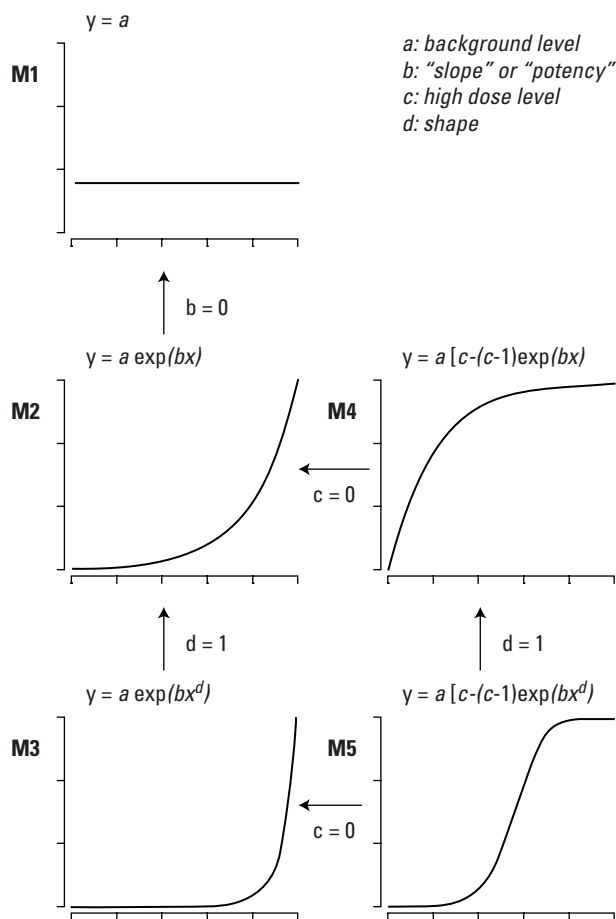 y = a
M1
a: background level
b: “slope” or “potency”
c: high dose level
d: shape
b = 0
y = a exp(bx)
M2
y = a [c-(c-1)exp(bx)
M4
c = 0
d = 1
d = 1
y = a exp(bx^d)
M3
y = a [c-(c-1)exp(bx^d)
M5
c = 0